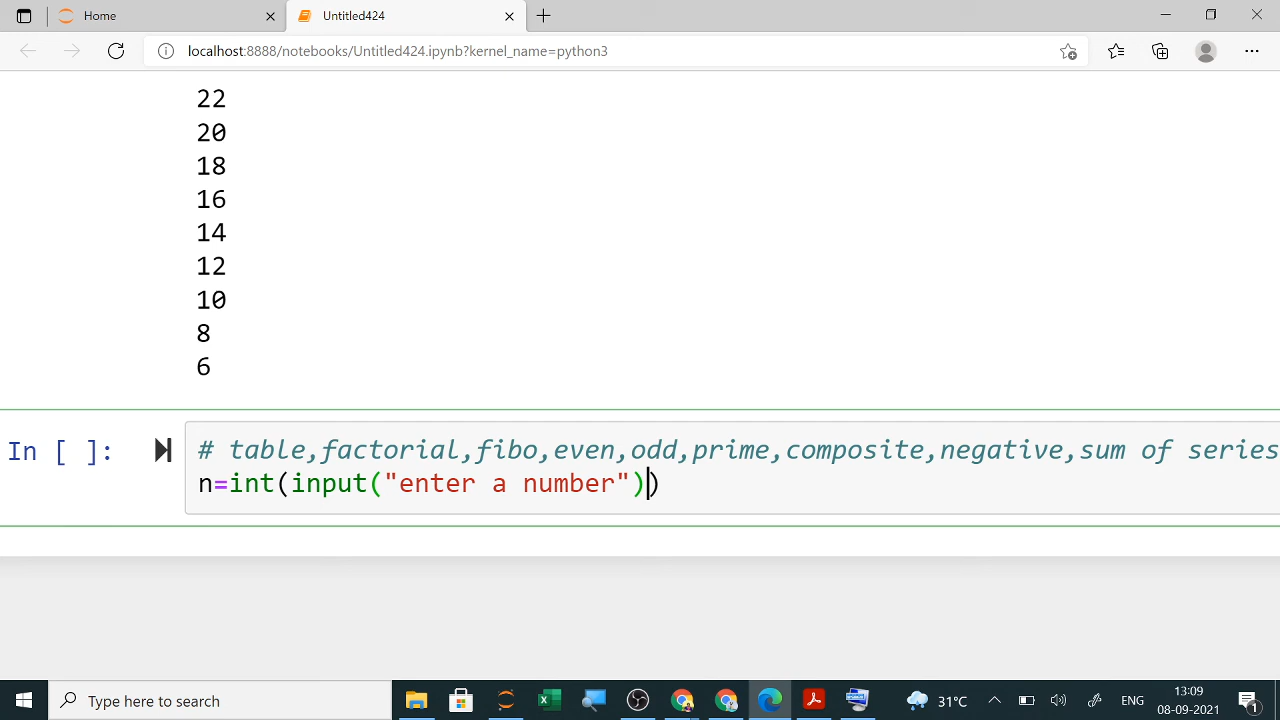 Home
Untitled424
localhost:8888/notebooks/Untitled424.ipynb?kernel_name=python3
22
20
18
16
14
12
10
8
6
In [ ]:
# table,factorial,fibo,even,odd,prime,composite,negative,sum of series
n=int(input("enter a number"))
Type here to search
31°C
ENG
13:09
08-09-2021
1